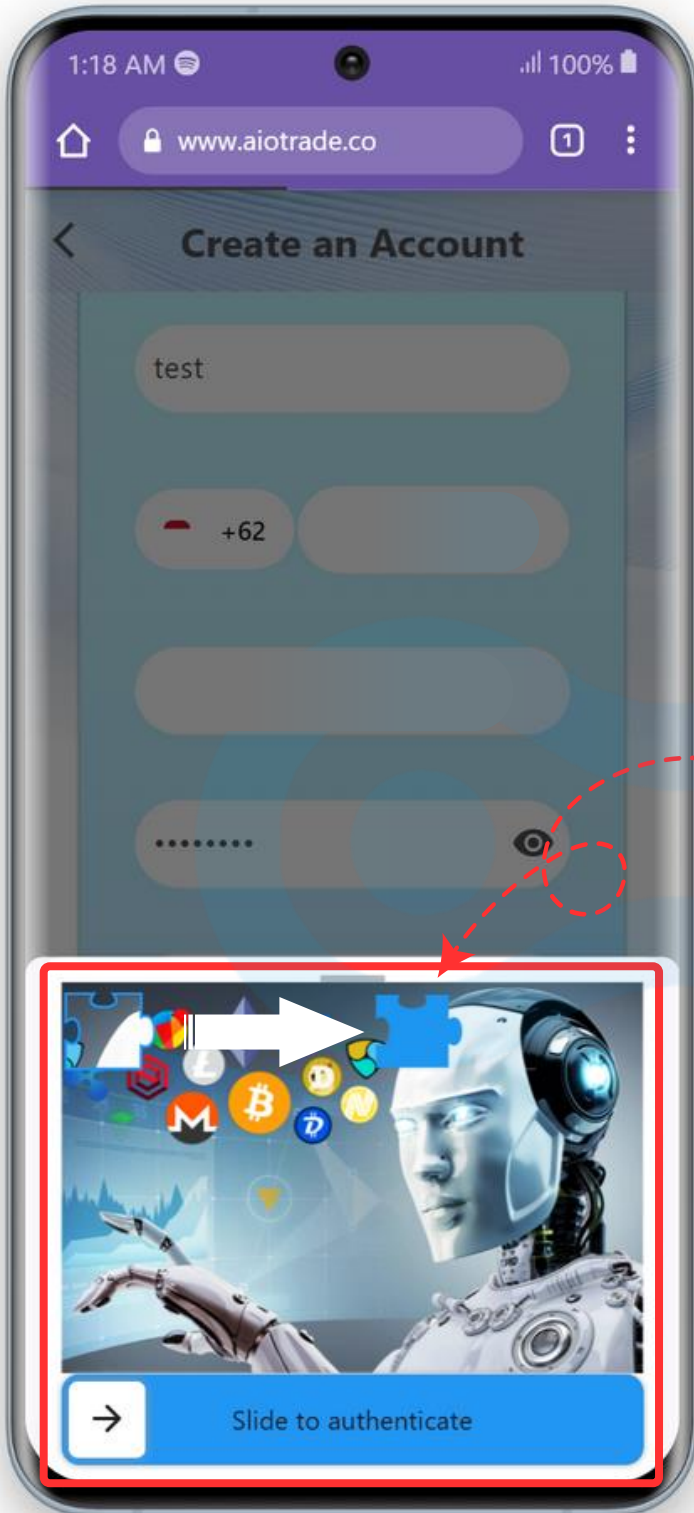 1:18 AM
100%
www.aiotrade.co
1
Create an Account
test
+62
••••••••
Slide to authenticate